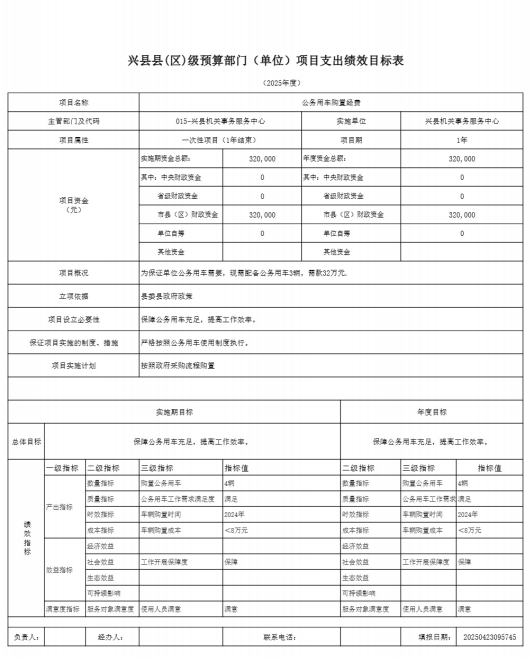 兴县县(区)级预算部门（单位）项目支出绩效目标表
（2025年度）
项目名称 公务用车购置经费
主管部门及代码 015-兴县机关事务服务中心 实施单位 兴县机关事务服务中心
项目属性 一次性项目（1年结束） 项目期 1年
项目资金（元）
实施期资金总额： 320,000 年度资金总额： 320,000
其中：中央财政资金 0 其中：中央财政资金 0
省级财政资金 0 省级财政资金 0
市县（区）财政资金 320,000 市县（区）财政资金 320,000
单位自筹 0 单位自筹 0
其他资金 其他资金
项目概况 为保证单位公务用车需要，现需配备公务用车3辆，需款32万元.
立项依据 县委县政府政策
项目设立必要性 保障公务用车充足，提高工作效率。
保证项目实施的制度、措施 严格按照公务用车使用制度执行。
项目实施计划 按照政府采购流程购置
实施期目标 年度目标
总体目标 保障公务用车充足，提高工作效率。 保障公务用车充足，提高工作效率。
绩效指标
一级指标 二级指标 三级指标 指标值 二级指标 三级指标 指标值
产出指标
数量指标 购置公务用车 4辆 数量指标 购置公务用车 4辆
质量指标 公务用车工作需求满足度 满足 质量指标 公务用车工作需求 满足
时效指标 车辆购置时间 2024年 时效指标 车辆购置时间 2024年
成本指标 车辆购置成本 <8万元 成本指标 车辆购置成本 <8万元
效益指标
经济效益 经济效益
社会效益 工作开展保障度 保障 社会效益 工作开展保障度 保障
生态效益 生态效益
可持续影响 可持续影响
满意度指标 服务对象满意度 使用人员满意 满意 服务对象满意度 使用人员满意 满意
负责人： 经办人： 联系电话： 填报日期： 20250423095745